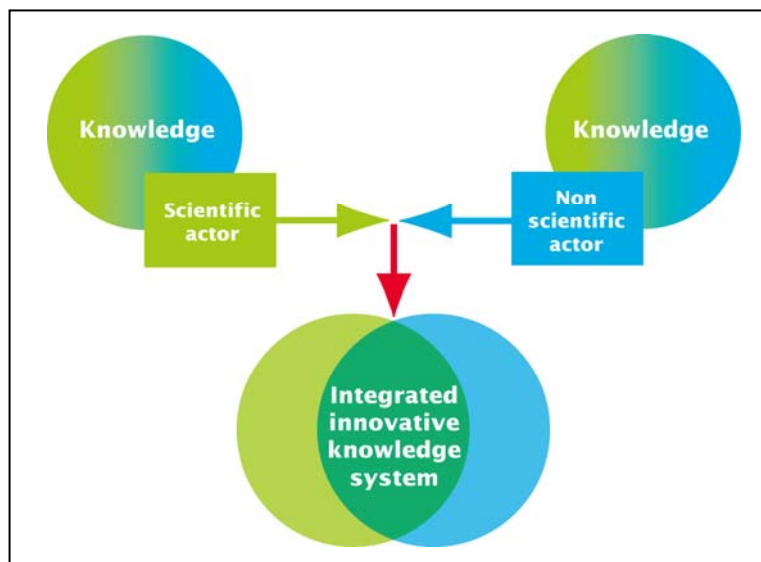 Knowledge
Knowledge
Scientific
actor
Non
scientific
actor
Integrated
innovative
knowledge
system